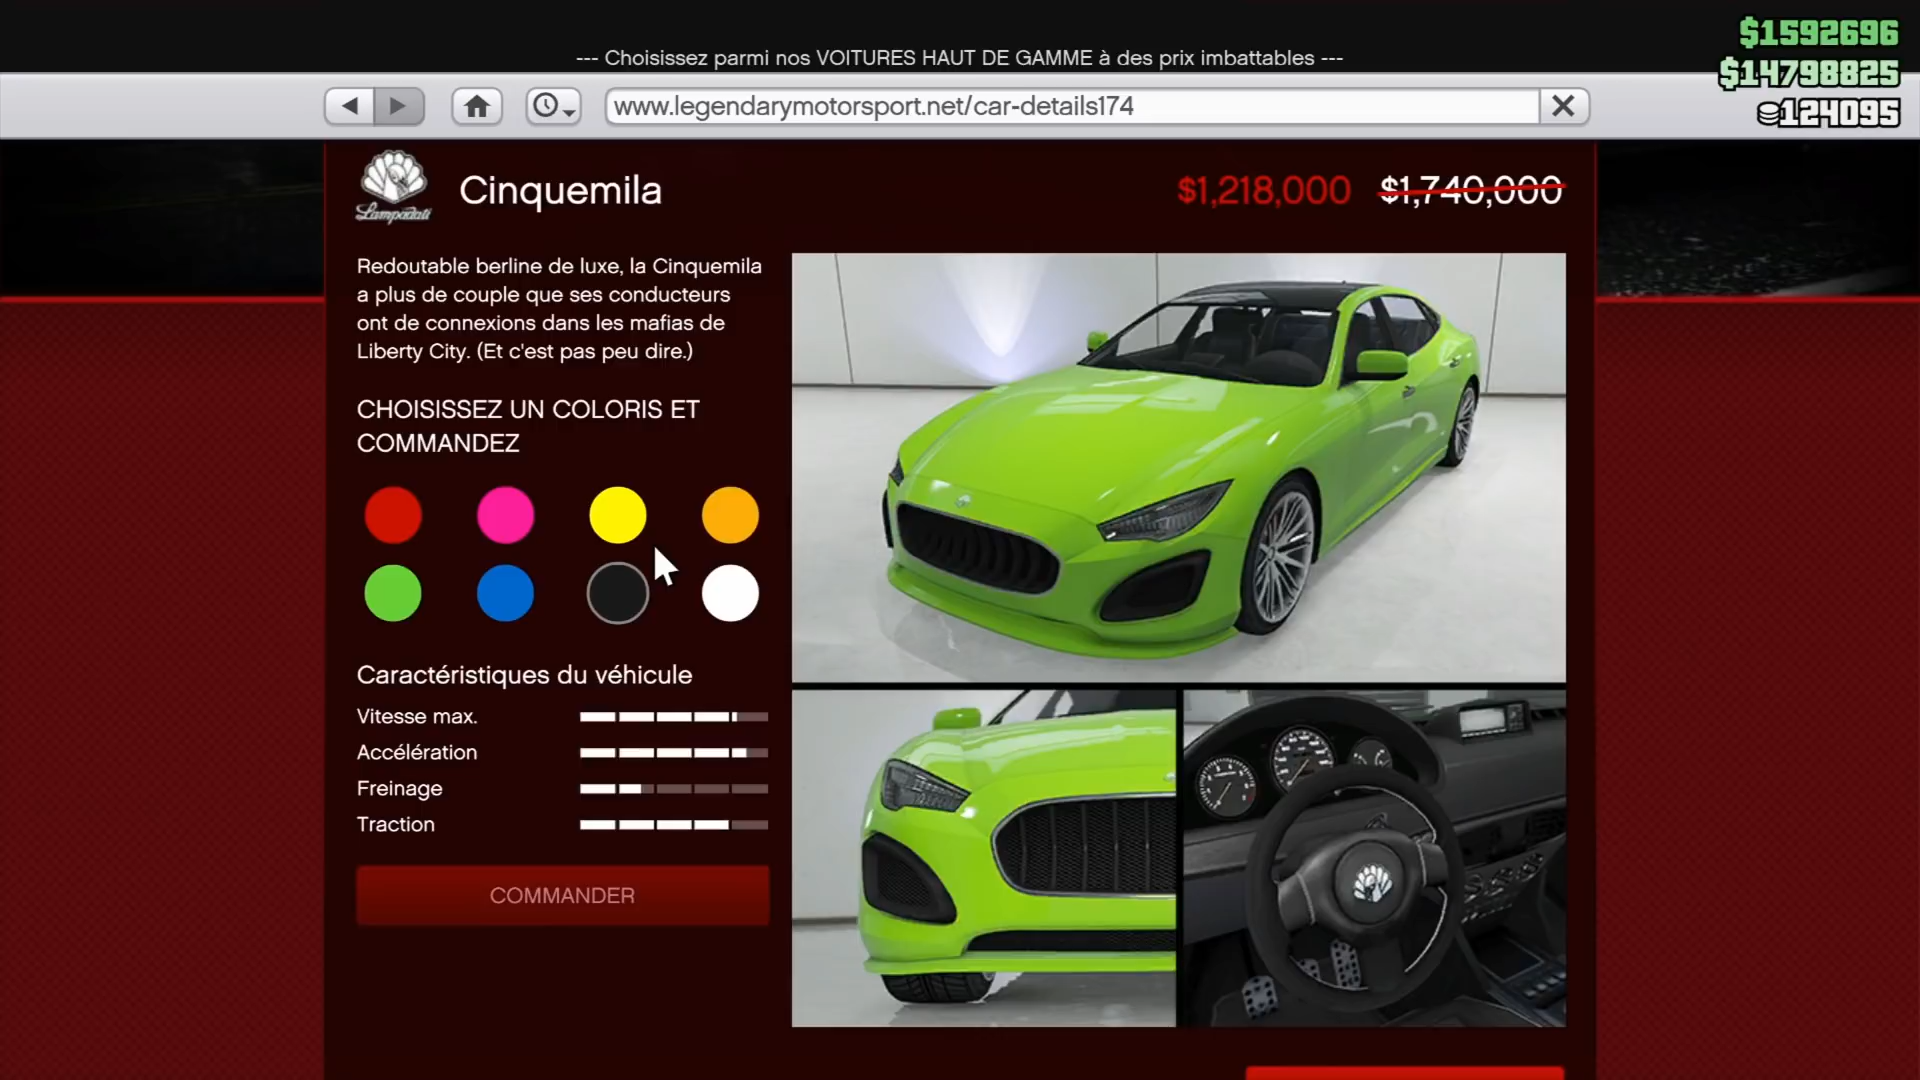 --- Choisissez parmi nos VOITURES HAUT DE GAMME à des prix imbattables ---
$1592696
$14798825
124095
www.legendarymotorsport.net/car-details174
Lampadati
Cinquemila
$1,218,000 $1,740,000
Redoutable berline de luxe, la Cinquemila
a plus de couple que ses conducteurs
ont de connexions dans les mafias de
Liberty City. (Et c'est pas peu dire.)
CHOISISSEZ UN COLORIS ET
COMMANDEZ
Caractéristiques du véhicule
Vitesse max.
Accélération
Freinage
Traction
COMMANDER